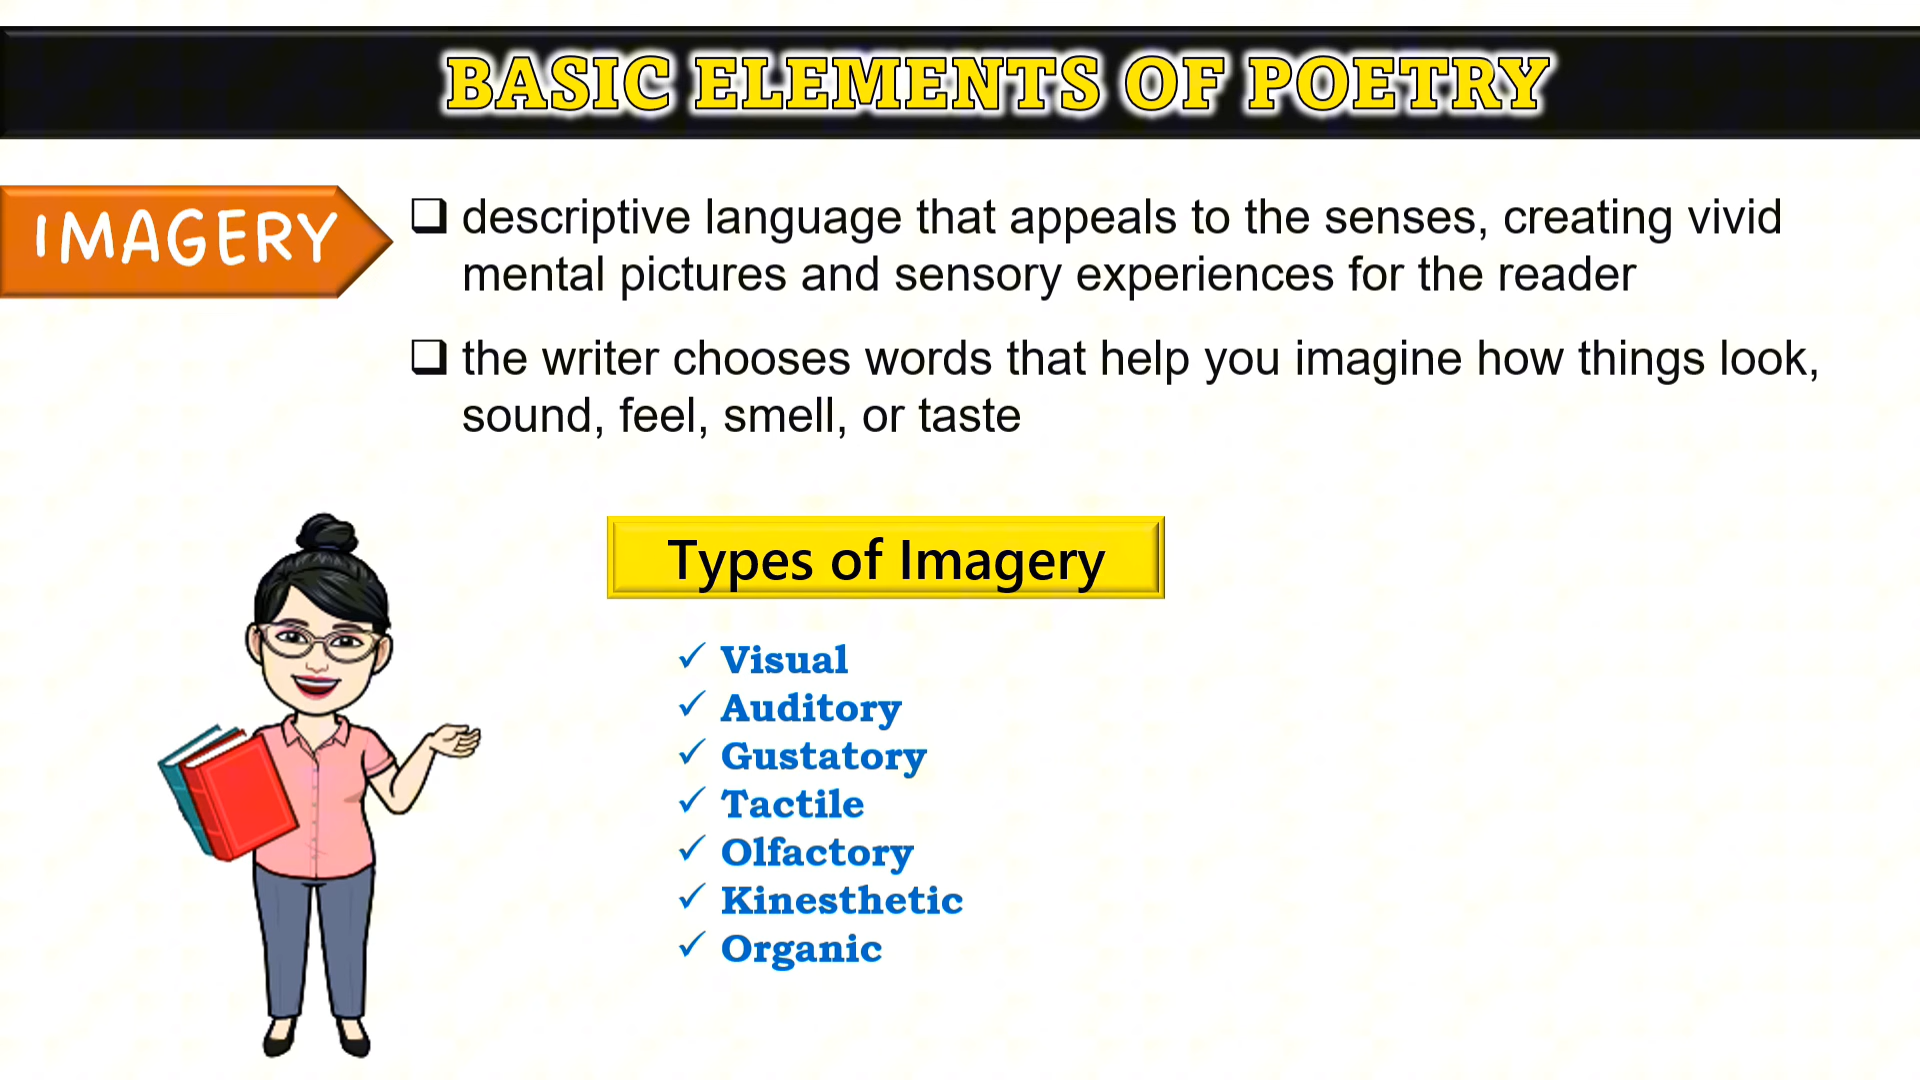 BASIC ELEMENTS OF POETRY
IMAGERY
descriptive language that appeals to the senses, creating vivid
mental pictures and sensory experiences for the reader
the writer chooses words that help you imagine how things look,
sound, feel, smell, or taste
Types of Imagery
Visual
Auditory
Gustatory
Tactile
Olfactory
Kinesthetic
Organic